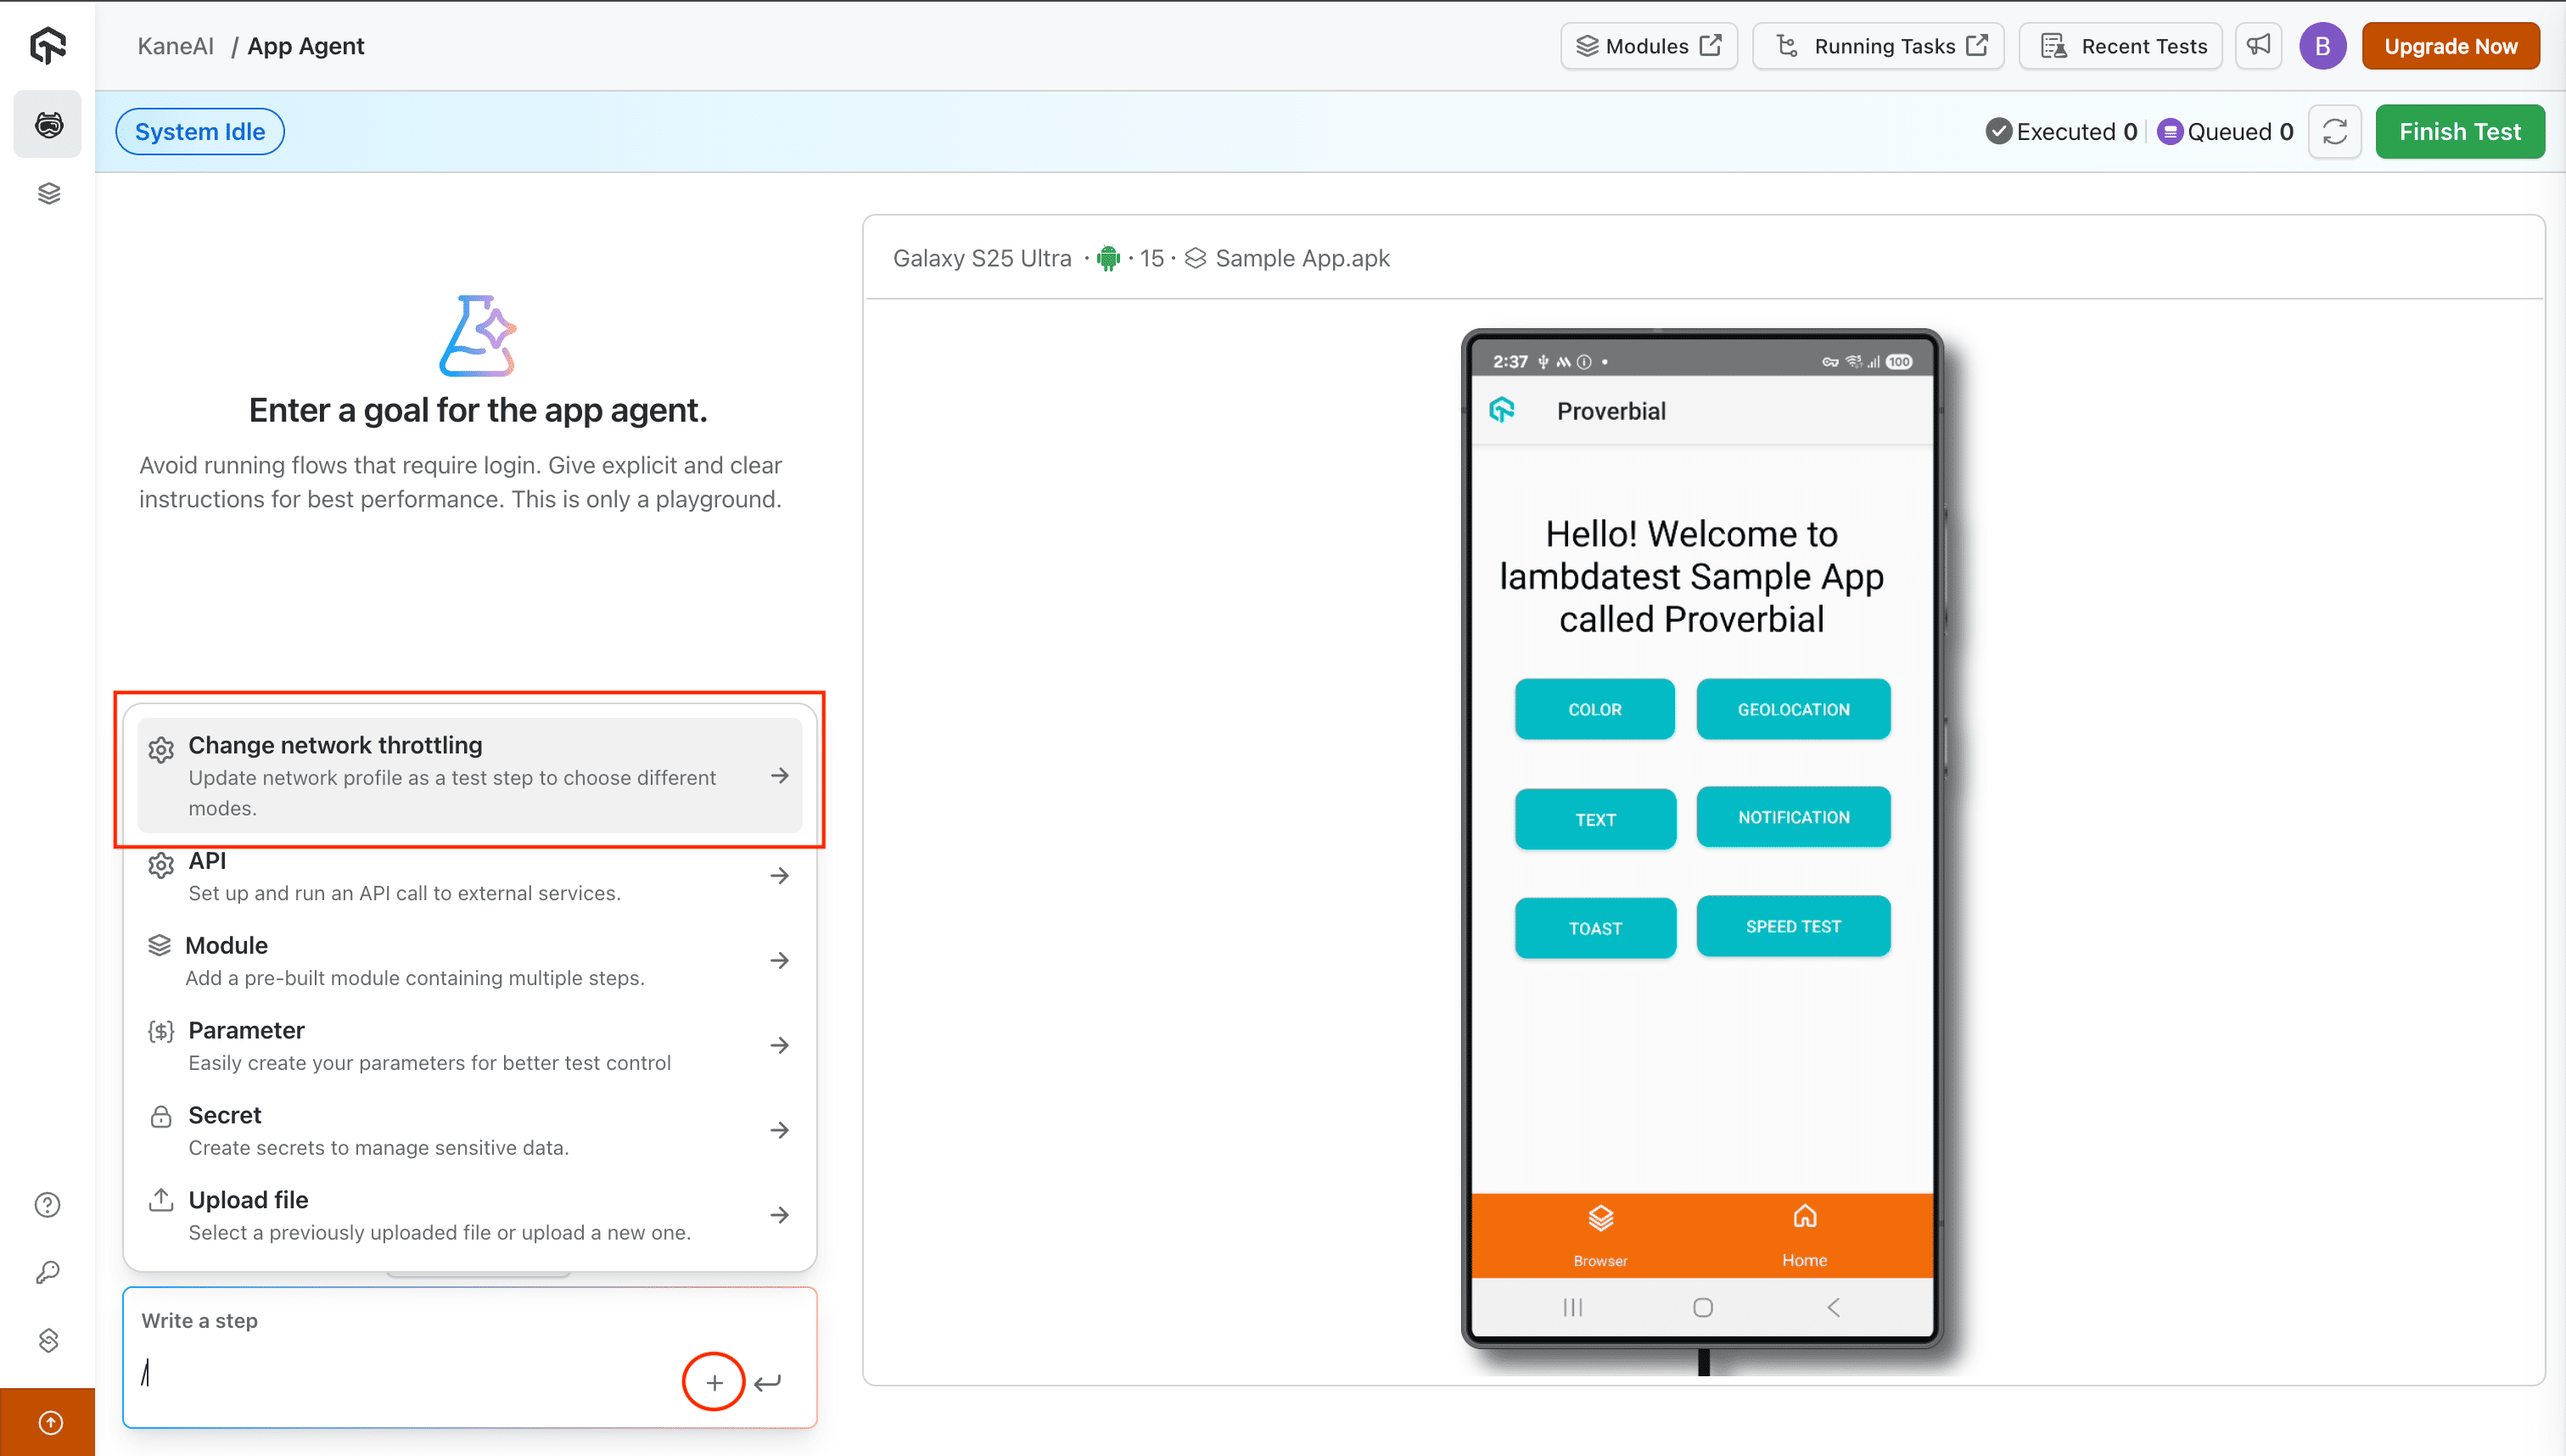 KaneAI / App Agent
Modules
Running Tasks
Recent Tests
B
Upgrade Now
System Idle
Executed 0
Queued 0
Finish Test
Enter a goal for the app agent.
Avoid running flows that require login. Give explicit and clear
instructions for best performance. This is only a playground.
Change network throttling
Update network profile as a test step to choose different
modes.
API
Set up and run an API call to external services.
Module
Add a pre-built module containing multiple steps.
{$} Parameter
Easily create your parameters for better test control
Secret
Create secrets to manage sensitive data.
Upload file
Select a previously uploaded file or upload a new one.
Write a step
/
Galaxy S25 Ultra · · 15 · Sample App.apk
2:37
100
Proverbial
Hello! Welcome to
lambdatest Sample App
called Proverbial
COLOR
GEOLOCATION
TEXT
NOTIFICATION
TOAST
SPEED TEST
Browser
Home